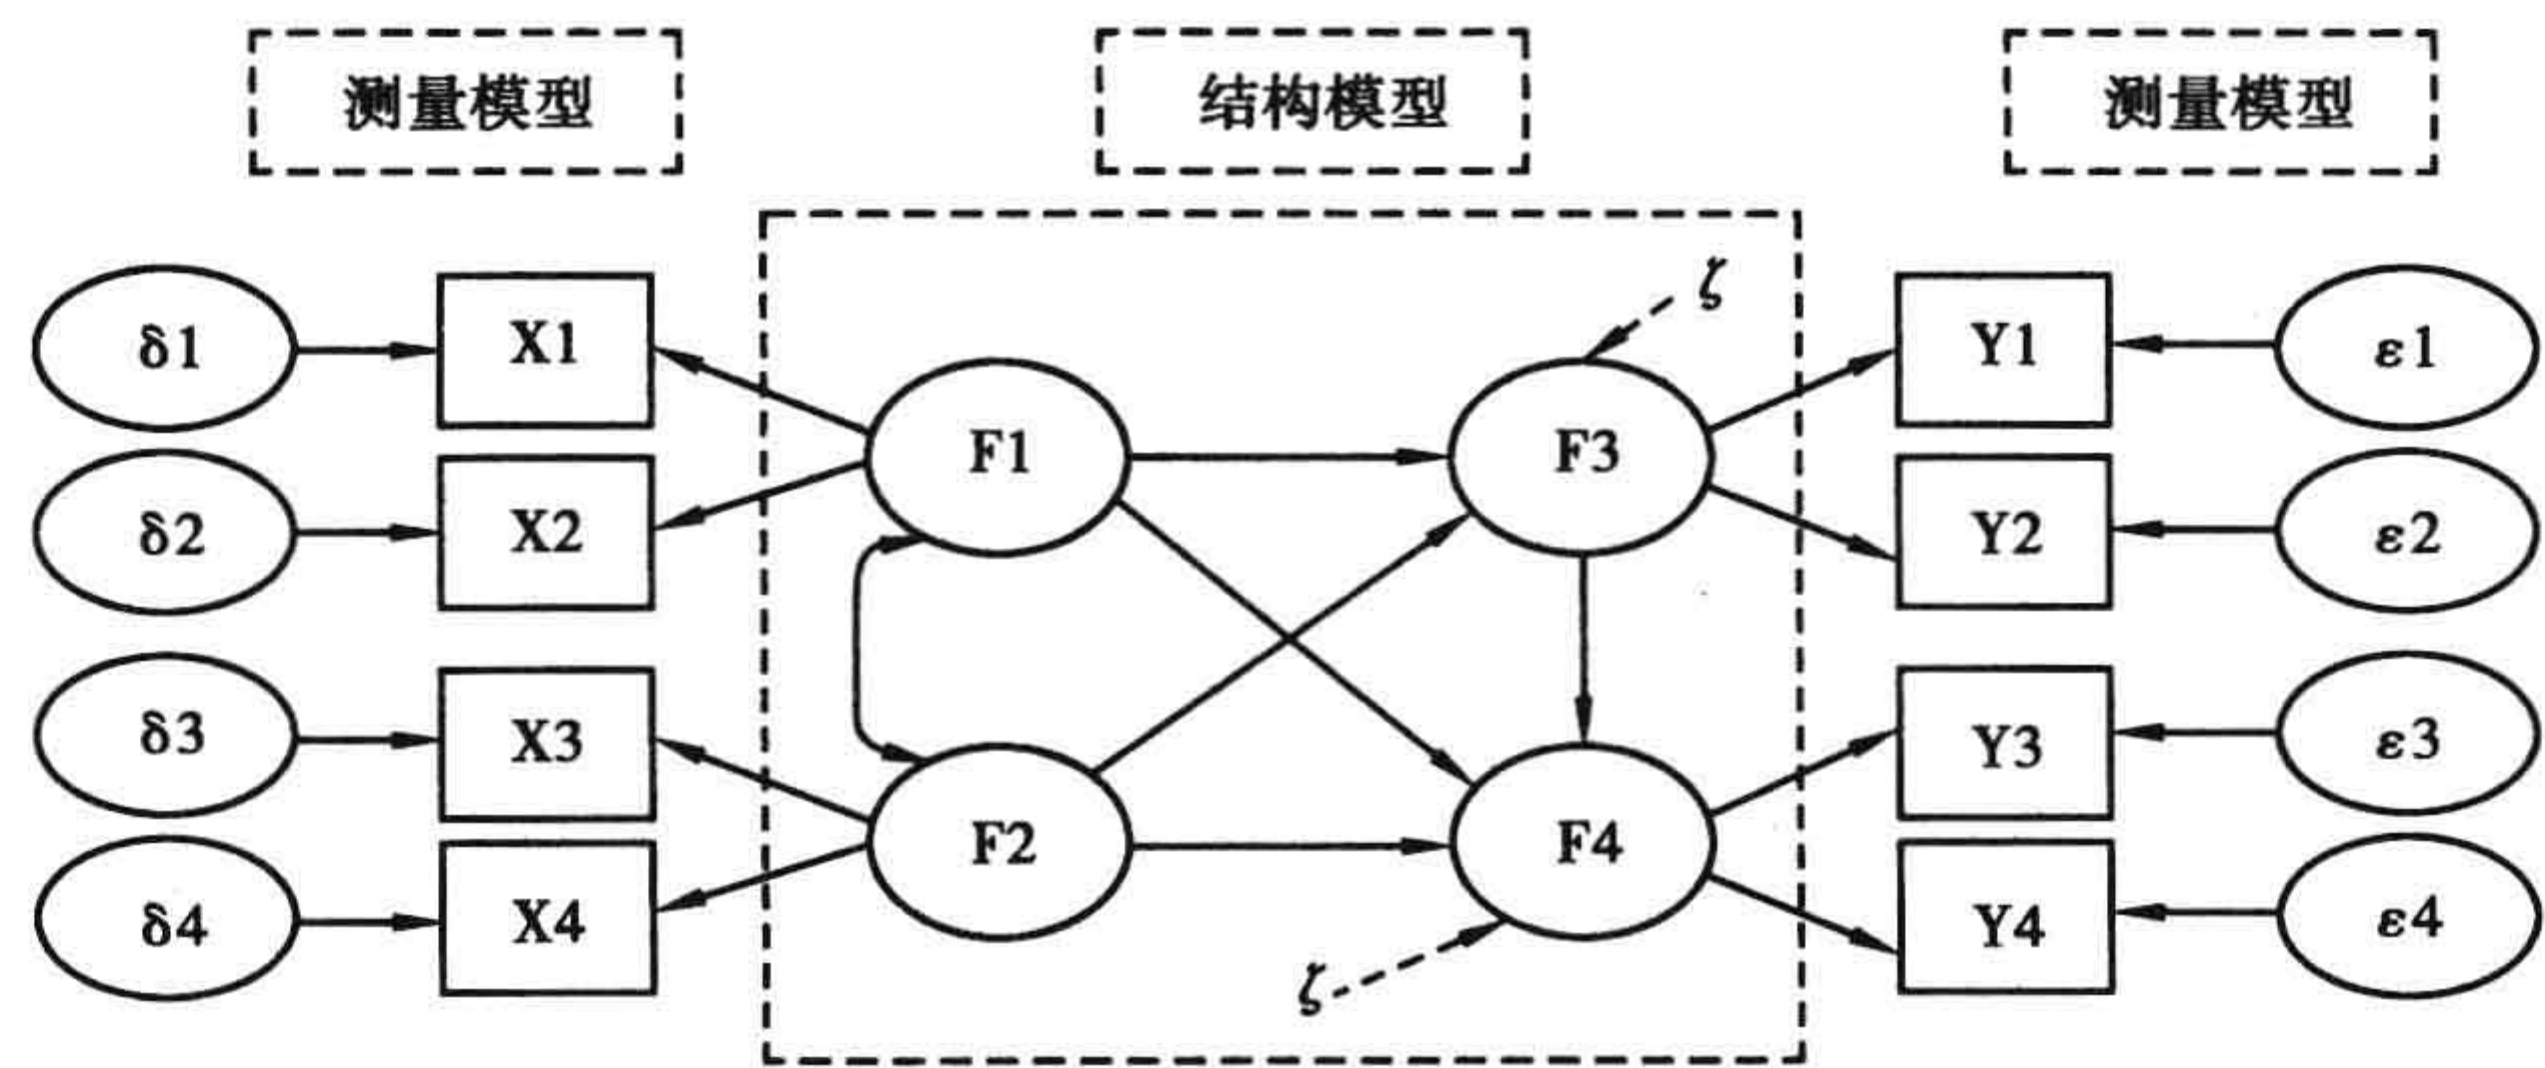 测量模型 结构模型 测量模型
ζ
δ1 X1 Y1 ε1
F1 F3
δ2 X2 Y2 ε2
δ3 X3 Y3 ε3
F2 F4
δ4 X4 Y4 ε4
ζ